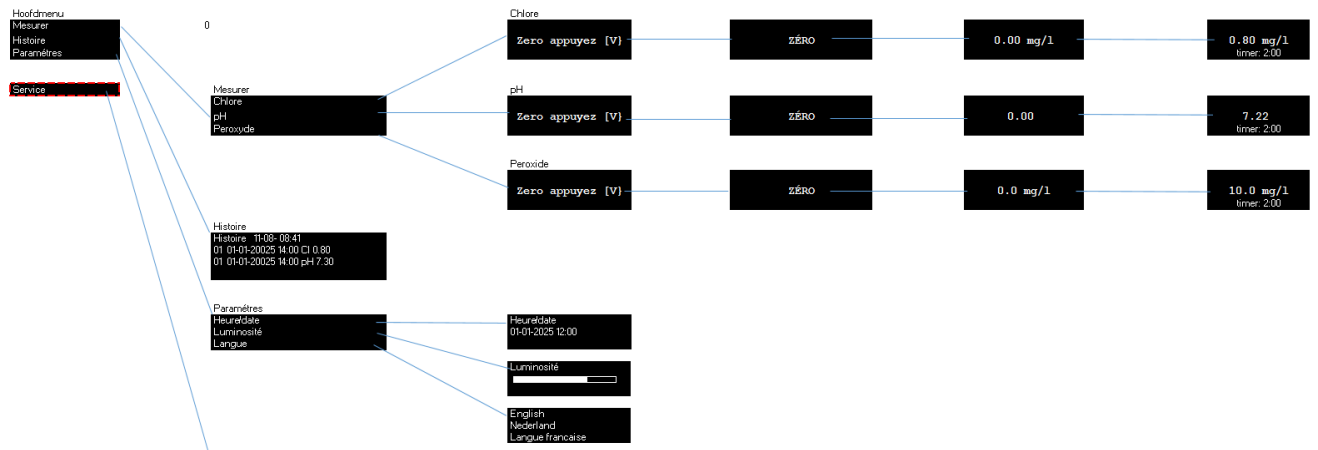 Hoofdmenu
Mesurer
Histoire
Paramétres
Service
0
Mesurer
Chlore
pH
Peroxyde
Chlore
Zero appuyez [V}
ZÉRO
0.00 mg/l
0.80 mg/l
timer: 2:00
pH
Zero appuyez [V}
ZÉRO
0.00
7.22
timer: 2:00
Peroxide
Zero appuyez [V}
ZÉRO
0.0 mg/l
10.0 mg/l
timer: 2:00
Histoire
Histoire 11-08- 08:41
01 01-01-20025 14:00 Cl 0.80
01 01-01-20025 14:00 pH 7.30
Paramétres
Heure/date
Luminosité
Langue
Heure/date
01-01-2025 12:00
Luminosité
English
Nederland
Langue francaise